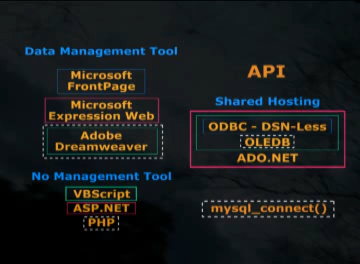 Data Management Tool
Microsoft
FrontPage
Microsoft
Expression Web
Adobe
Dreamweaver
No Management Tool
VBScript
ASP.NET
PHP
API
Shared Hosting
ODBC - DSN-Less
OLEDB
ADO.NET
mysql_connect()